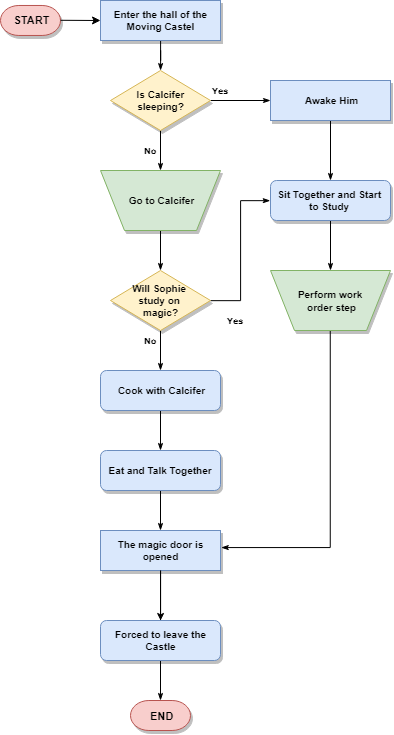 START
Enter the hall of the
Moving Castel
Is Calcifer
sleeping?
Yes
Awake Him
No
Go to Calcifer
Sit Together and Start
to Study
Will Sophie
study on
magic?
Yes
Perform work
order step
No
Cook with Calcifer
Eat and Talk Together
The magic door is
opened
Forced to leave the
Castle
END